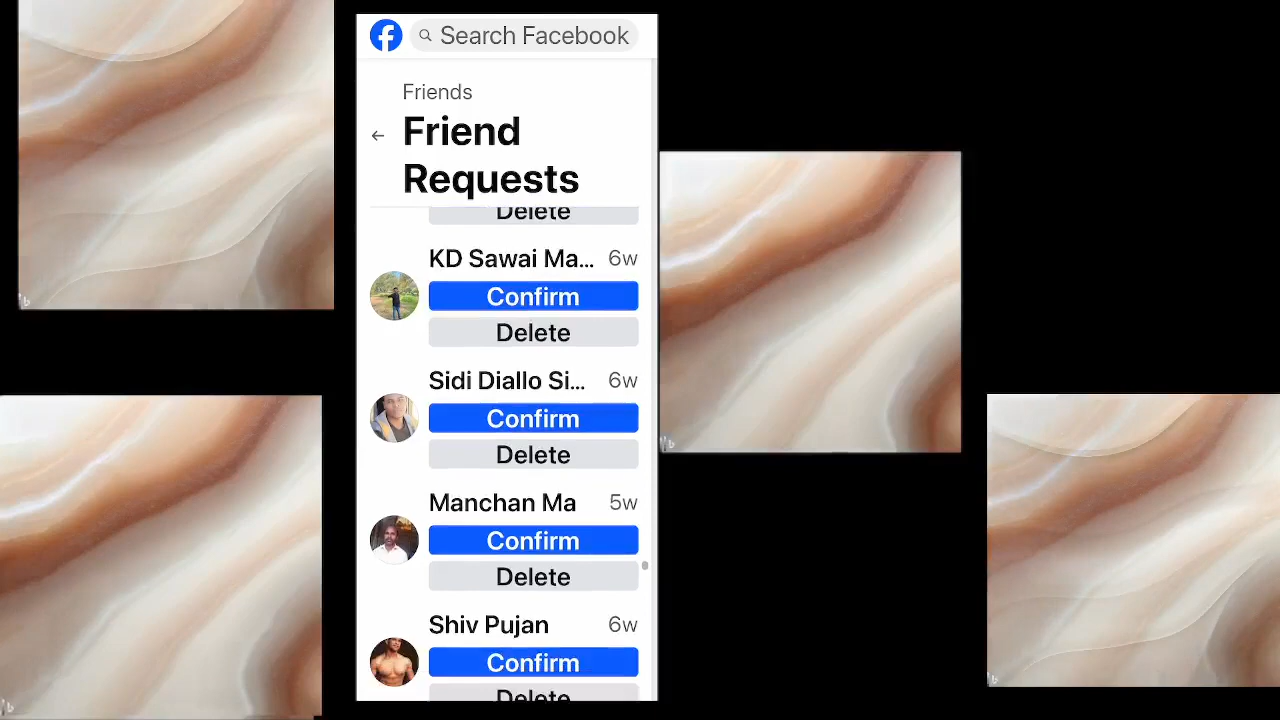 Search Facebook
Friends
Friend
Requests
Delete
KD Sawai Ma... 6w
Confirm
Delete
Sidi Diallo Si... 6w
Confirm
Delete
Manchan Ma 5w
Confirm
Delete
Shiv Pujan 6w
Confirm
Delete